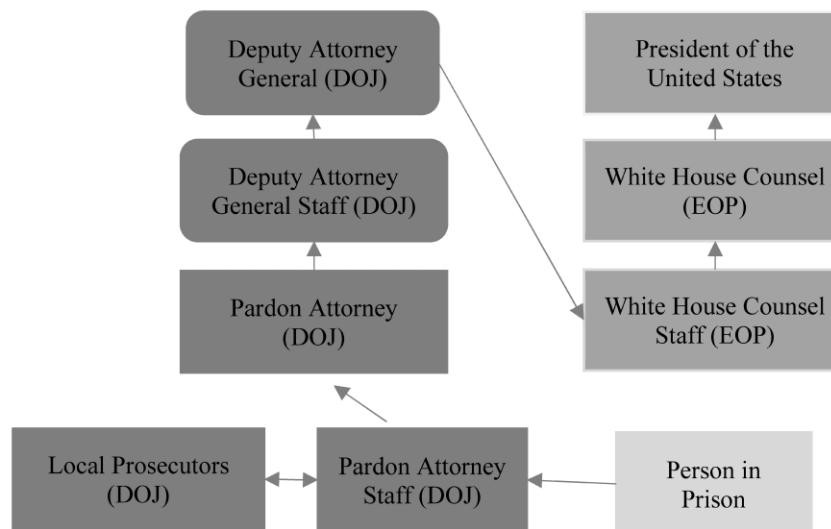 Deputy Attorney
General (DOJ)
President of the
United States
Deputy Attorney
General Staff (DOJ)
White House Counsel
(EOP)
Pardon Attorney
(DOJ)
White House Counsel
Staff (EOP)
Local Prosecutors
(DOJ)
Pardon Attorney
Staff (DOJ)
Person in
Prison